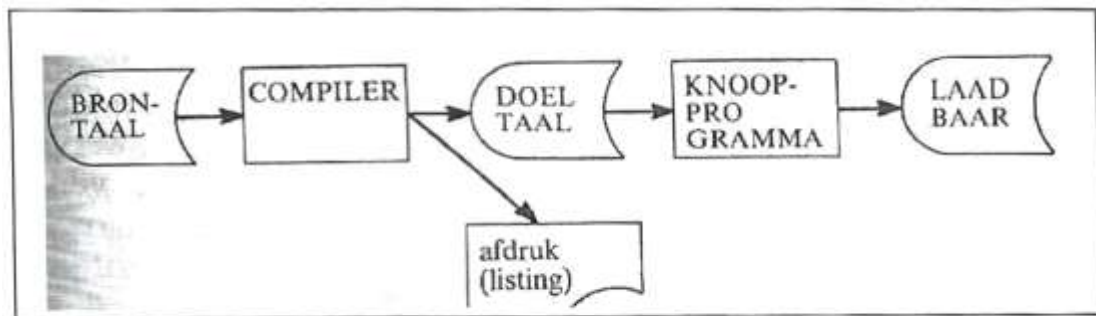 BRON-
TAAL
COMPILER
DOEL
TAAL
KNOOP-
PRO
GRAMMA
LAAD
BAAR
afdruk
(listing)